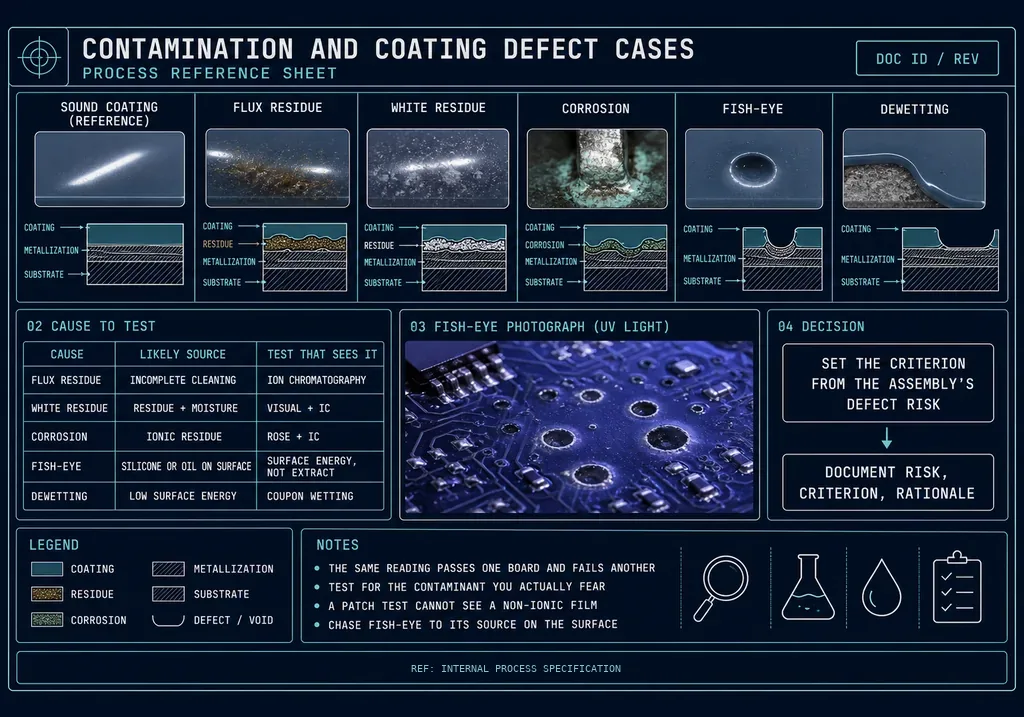 CONTAMINATION AND COATING DEFECT CASES
PROCESS REFERENCE SHEET
DOC ID / REV
SOUND COATING
(REFERENCE)
COATING
METALLIZATION
SUBSTRATE
FLUX RESIDUE
COATING
RESIDUE
METALLIZATION
SUBSTRATE
WHITE RESIDUE
COATING
RESIDUE
METALLIZATION
SUBSTRATE
CORROSION
COATING
CORROSION
METALLIZATION
SUBSTRATE
FISH-EYE
COATING
METALLIZATION
SUBSTRATE
DEWETTING
COATING
METALLIZATION
SUBSTRATE
02 CAUSE TO TEST
CAUSE LIKELY SOURCE TEST THAT SEES IT
FLUX RESIDUE INCOMPLETE CLEANING ION CHROMATOGRAPHY
WHITE RESIDUE RESIDUE + MOISTURE VISUAL + IC
CORROSION IONIC RESIDUE ROSE + IC
FISH-EYE SILICONE OR OIL ON SURFACE SURFACE ENERGY,
NOT EXTRACT
DEWETTING LOW SURFACE ENERGY COUPON WETTING
03 FISH-EYE PHOTOGRAPH (UV LIGHT)
04 DECISION
SET THE CRITERION
FROM THE ASSEMBLY'S
DEFECT RISK
DOCUMENT RISK,
CRITERION, RATIONALE
LEGEND
COATING
METALLIZATION
RESIDUE
SUBSTRATE
CORROSION
DEFECT / VOID
NOTES
• THE SAME READING PASSES ONE BOARD AND FAILS ANOTHER
• TEST FOR THE CONTAMINANT YOU ACTUALLY FEAR
• A PATCH TEST CANNOT SEE A NON-IONIC FILM
• CHASE FISH-EYE TO ITS SOURCE ON THE SURFACE
REF: INTERNAL PROCESS SPECIFICATION